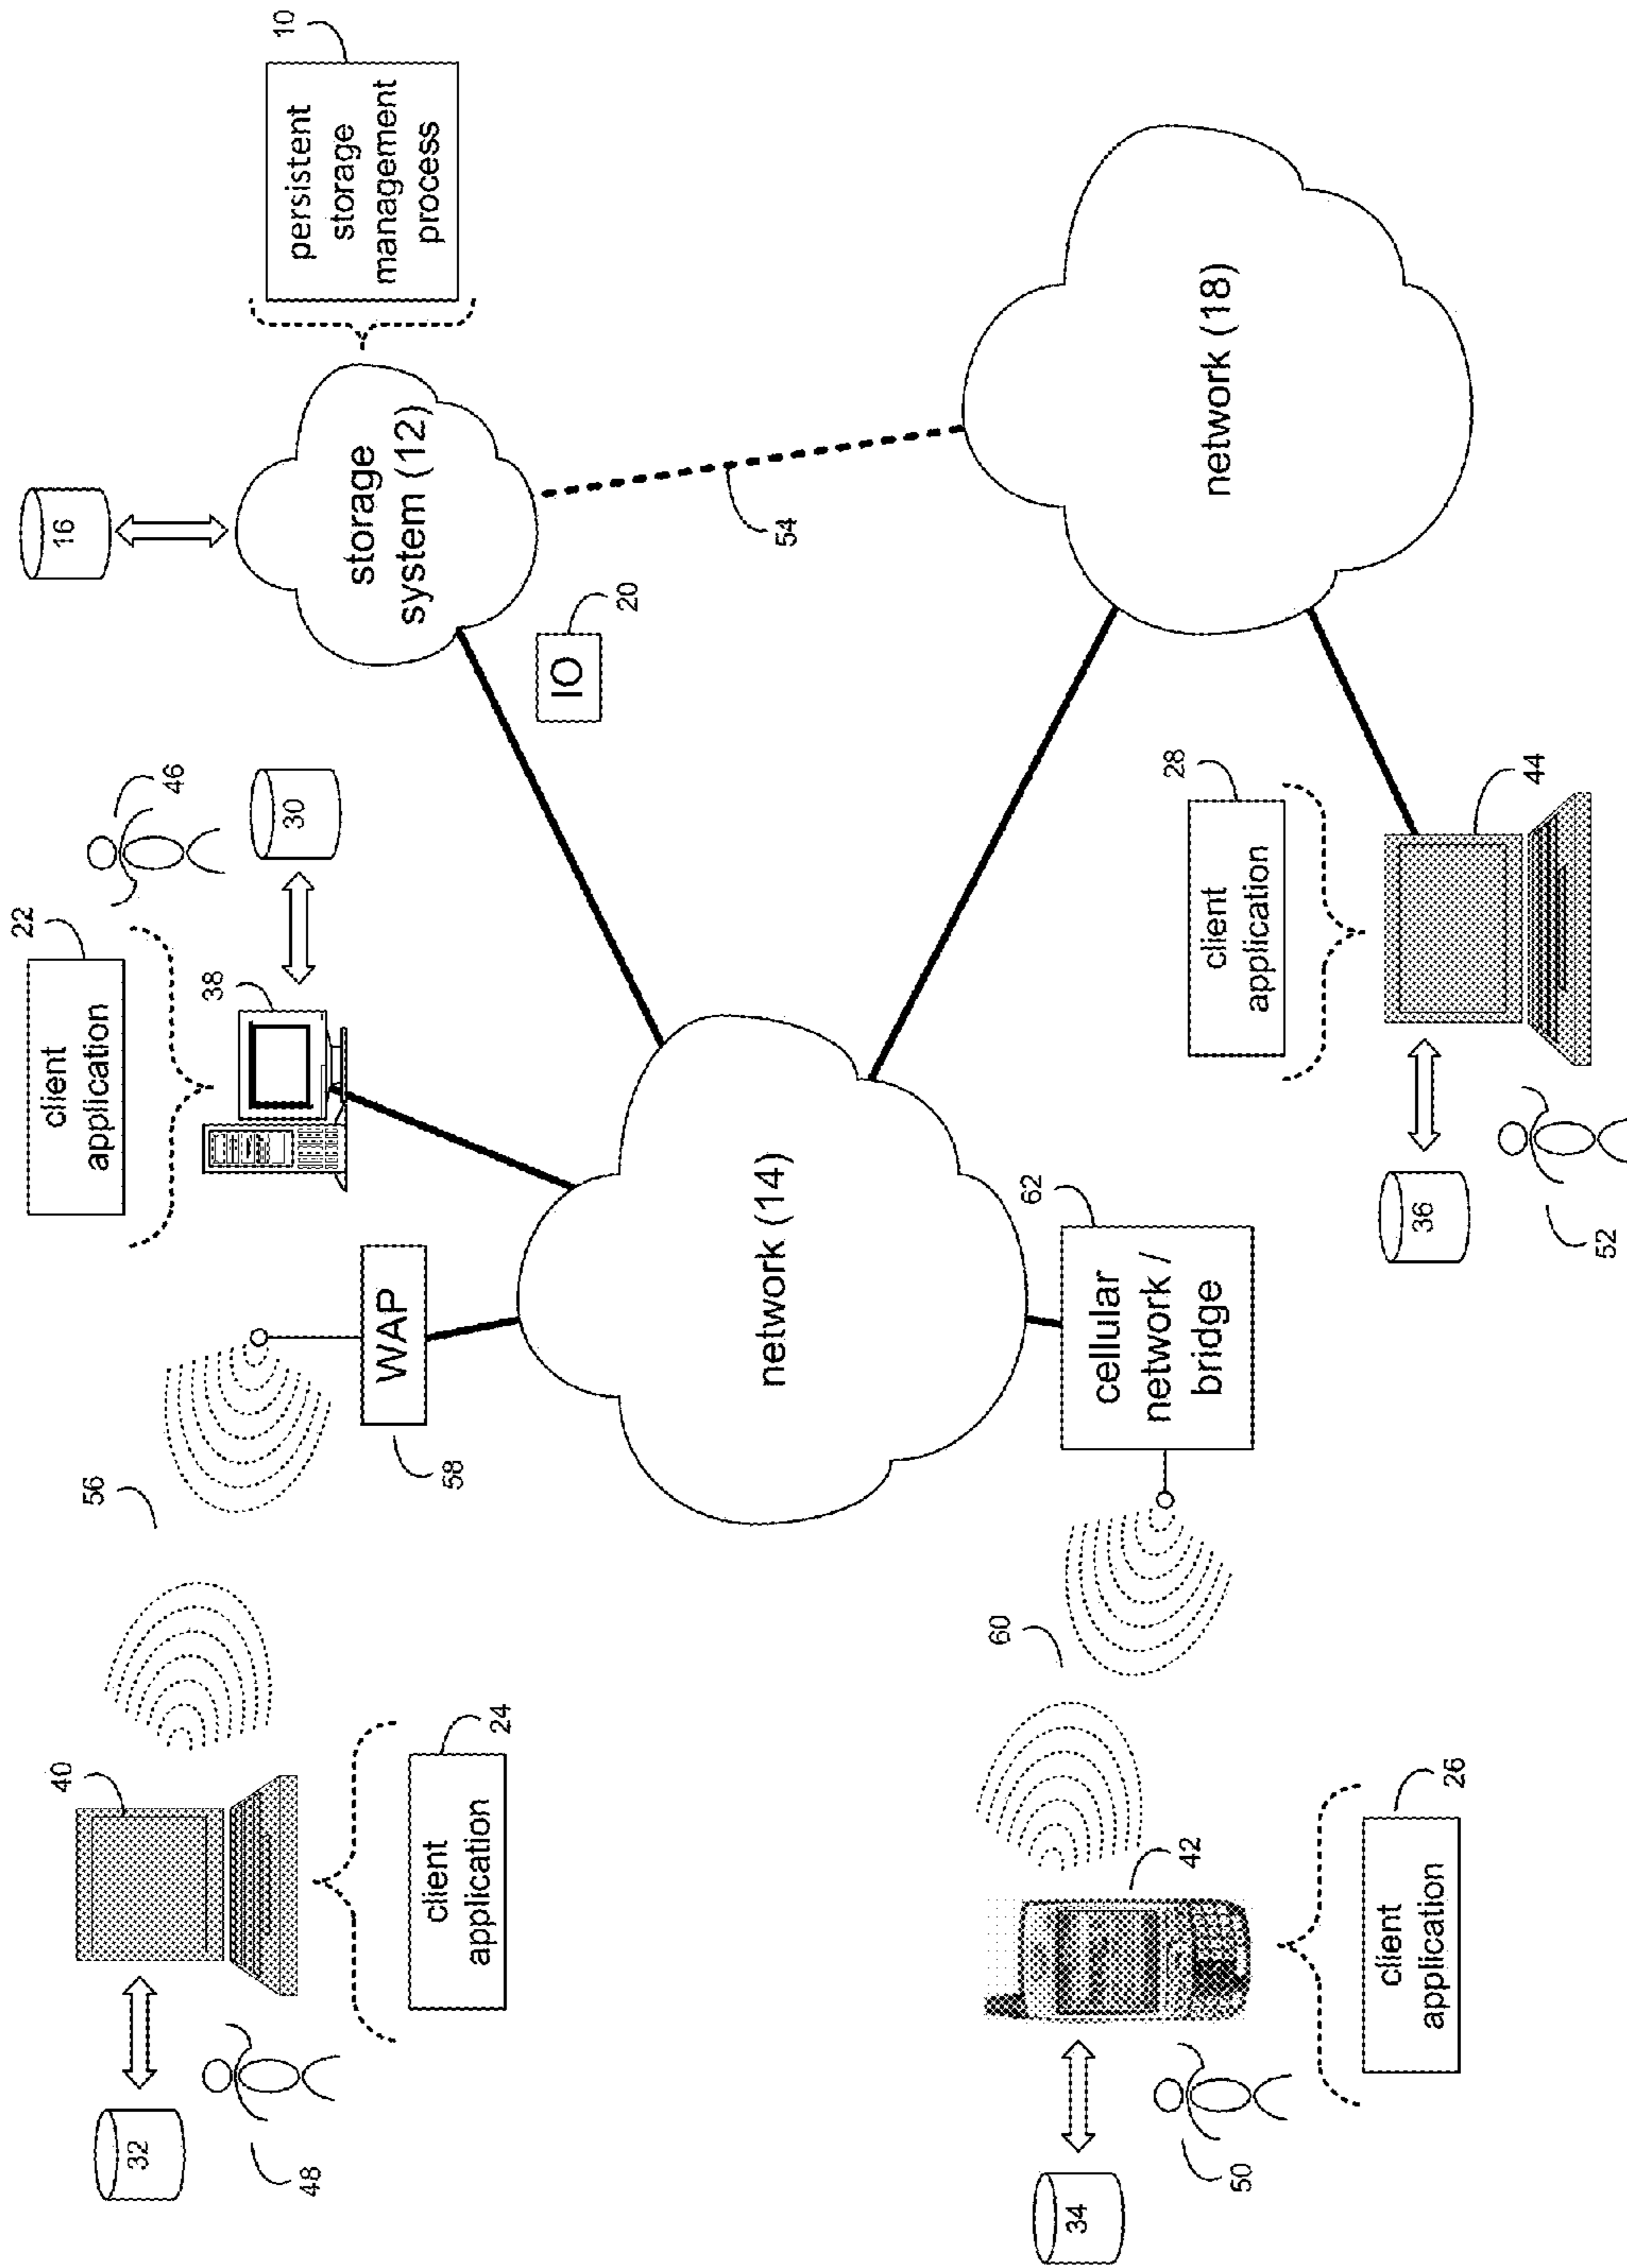 16
10
persistent
storage
management
process
storage
system (12)
22
client
application
46
30
38
56
40
32
48
24
client
application
WAP
58
IO
20
54
network (14)
network (18)
62
cellular
network /
bridge
60
42
34
50
26
client
application
28
client
application
44
36
52